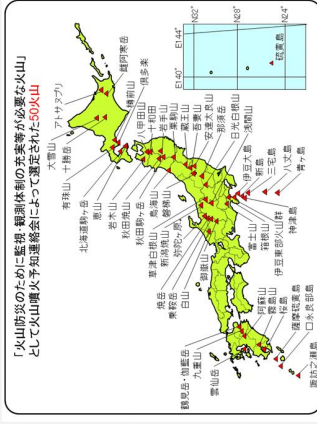 「火山防災のために監視・観測体制の充実等が必要な火山」
として火山噴火予知連絡会によって選定された50火山
アトサヌプリ
雌阿寒岳
大雪山
十勝岳
有珠山
樽前山
倶多楽
北海道駒ヶ岳
恵山
岩木山
八甲田山
十和田
秋田焼山
岩手山
秋田駒ヶ岳
栗駒山
鳥海山
蔵王山
吾妻山
安達太良山
磐梯山
那須岳
日光白根山
草津白根山
浅間山
新潟焼山
弥陀ヶ原
焼岳
乗鞍岳
白山
御嶽山
富士山
箱根山
伊豆東部火山群
伊豆大島
新島
神津島
三宅島
八丈島
青ヶ島
硫黄島
N32°
N28°
N24°
E140°
E144°
鶴見岳・伽藍岳
九重山
雲仙岳
阿蘇山
霧島山
桜島
薩摩硫黄島
口永良部島
諏訪之瀬島